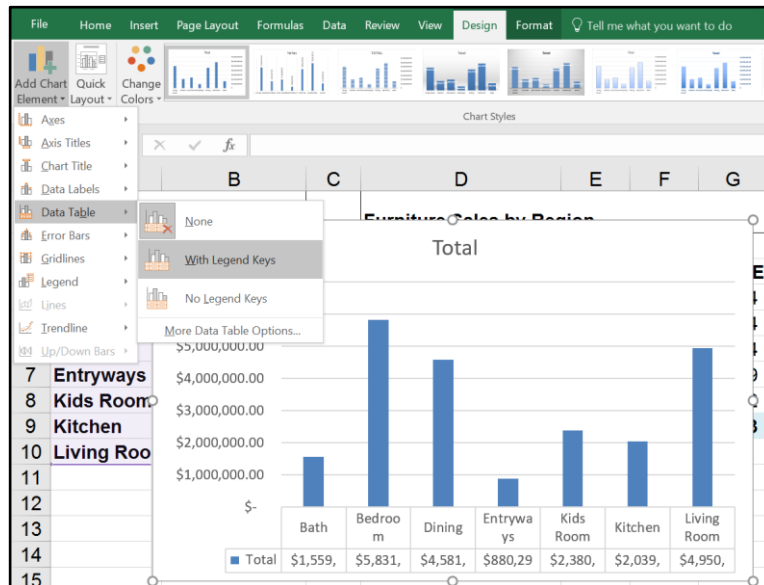 File Home Insert Page Layout Formulas Data Review View Design Format Tell me what you want to do
Add Chart Element Quick Layout Change Colors
Chart Styles
Axes
Axis Titles
Chart Title
Data Labels
Data Table
Error Bars
Gridlines
Legend
Lines
Trendline
Up/Down Bars
None
With Legend Keys
No Legend Keys
More Data Table Options...
fx
B C D E F G
Furniture Sales by Region
Total
$5,000,000.00
$4,000,000.00
$3,000,000.00
$2,000,000.00
$1,000,000.00
$-
7 Entryways
8 Kids Room
9 Kitchen
10 Living Roo
11
12
13
14
15
Bath Bedroom Dining Entryways Kids Room Kitchen Living Room
Total $1,559, $5,831, $4,581, $880,29 $2,380, $2,039, $4,950,